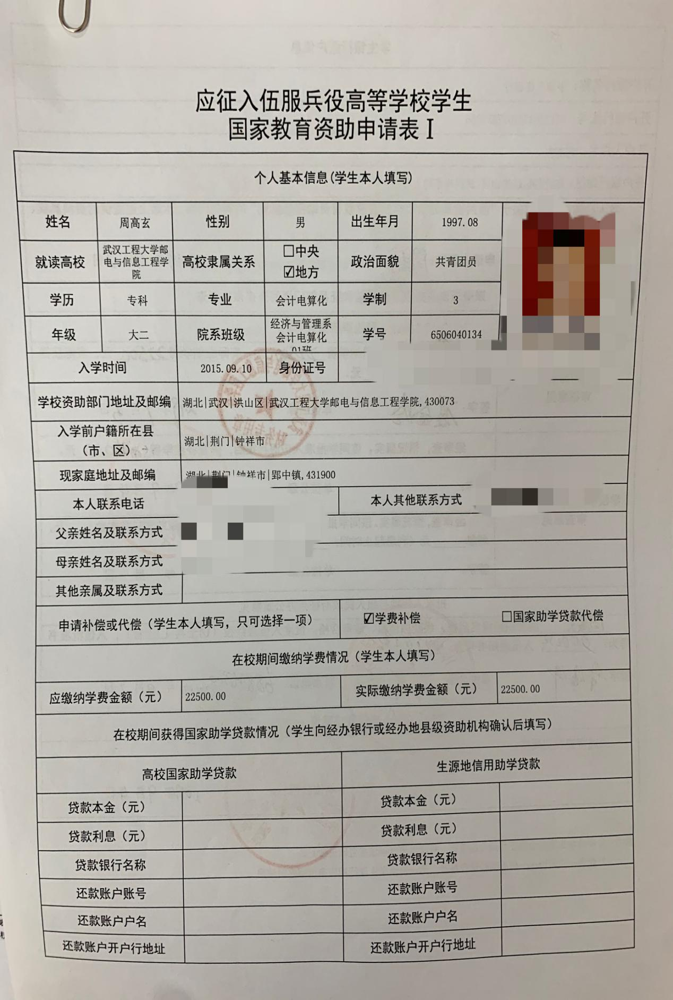 应征入伍服兵役高等学校学生
国家教育资助申请表 I
个人基本信息(学生本人填写)
姓名 周高玄 性别 男 出生年月 1997.08
就读高校 武汉工程大学邮电与信息工程学院 高校隶属关系 □中央 ☑地方 政治面貌 共青团员
学历 专科 专业 会计电算化 学制 3
年级 大二 院系班级 经济与管理系会计电算化01班 学号 6506040134
入学时间 2015.09.10 身份证号
学校资助部门地址及邮编 湖北|武汉|洪山区|武汉工程大学邮电与信息工程学院,430073
入学前户籍所在县（市、区） 湖北|荆门|钟祥市
现家庭地址及邮编 湖北|荆门|钟祥市|郢中镇,431900
本人联系电话 本人其他联系方式
父亲姓名及联系方式
母亲姓名及联系方式
其他亲属及联系方式
申请补偿或代偿（学生本人填写，只可选择一项） ☑学费补偿 □国家助学贷款代偿
在校期间缴纳学费情况（学生本人填写）
应缴纳学费金额（元） 22500.00 实际缴纳学费金额（元） 22500.00
在校期间获得国家助学贷款情况（学生向经办银行或经办地县级资助机构确认后填写）
高校国家助学贷款 生源地信用助学贷款
贷款本金（元） 贷款本金（元）
贷款利息（元） 贷款利息（元）
贷款银行名称 贷款银行名称
还款账户账号 还款账户账号
还款账户户名 还款账户户名
还款账户开户行地址 还款账户开户行地址